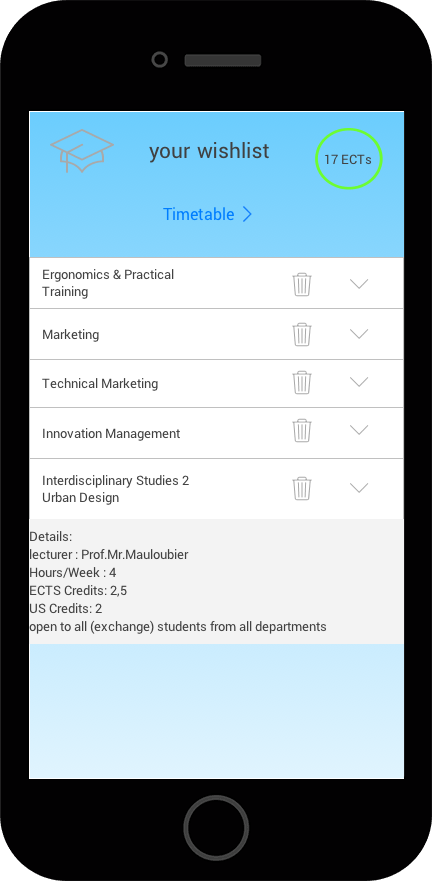 your wishlist
17 ECTs
Timetable
Ergonomics & Practical
Training
Marketing
Technical Marketing
Innovation Management
Interdisciplinary Studies 2
Urban Design
Details:
lecturer : Prof.Mr.Mauloubier
Hours/Week : 4
ECTS Credits: 2,5
US Credits: 2
open to all (exchange) students from all departments